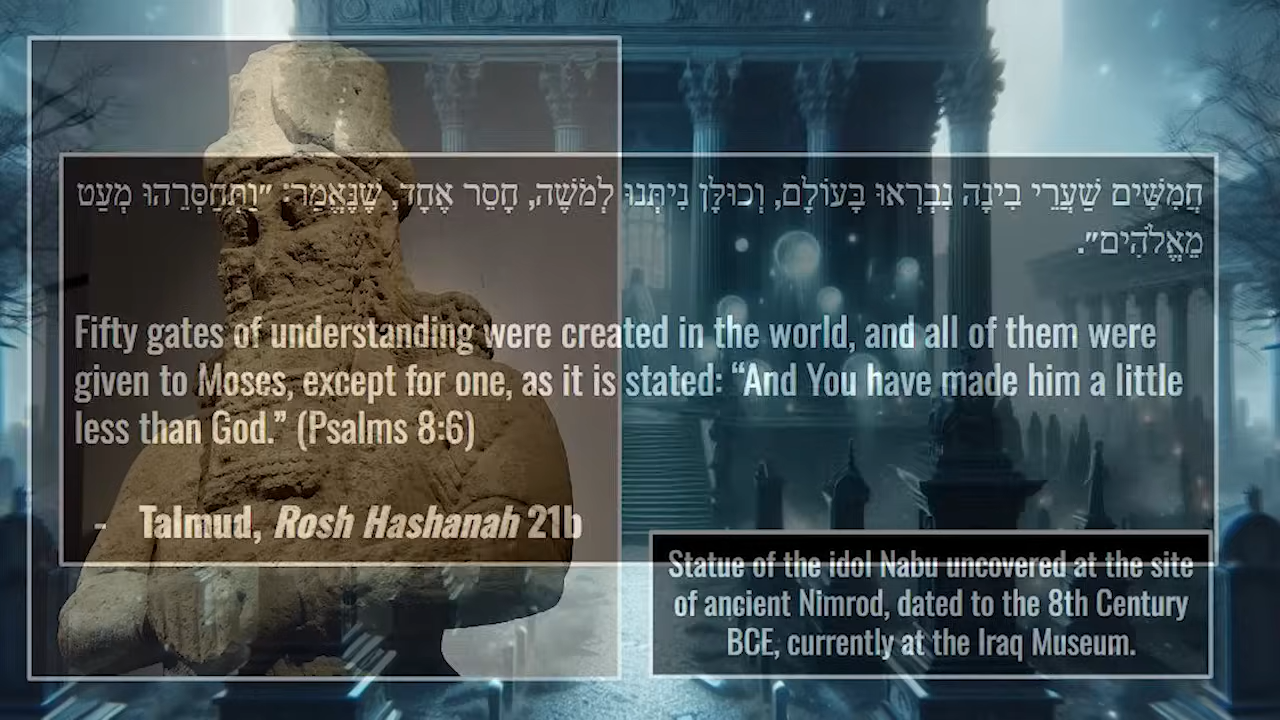 חֲמִשִּׁים שַׁעֲרֵי בִינָה נִבְרְאוּ בָּעוֹלָם, וְכוּלָּן נִיתְּנוּ לְמֹשֶׁה, חָסֵר אֶחָד, שֶׁנֶּאֱמַר: ״וַתְּחַסְּרֵהוּ מְעַט
מֵאֱלֹהִים״.
Fifty gates of understanding were created in the world, and all of them were
given to Moses, except for one, as it is stated: “And You have made him a little
less than God.” (Psalms 8:6)
- Talmud, Rosh Hashanah 21b
Statue of the idol Nabu uncovered at the site
of ancient Nimrod, dated to the 8th Century
BCE, currently at the Iraq Museum.